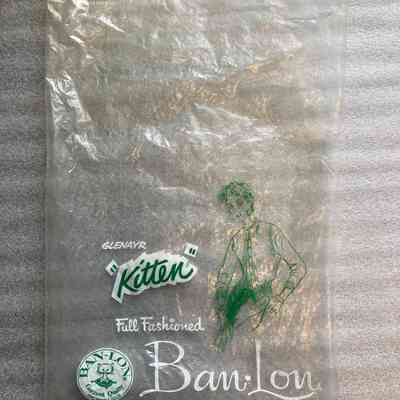 GLENAYR
"Kitten"
Full Fashioned
BAN-LON
Ban-Lon